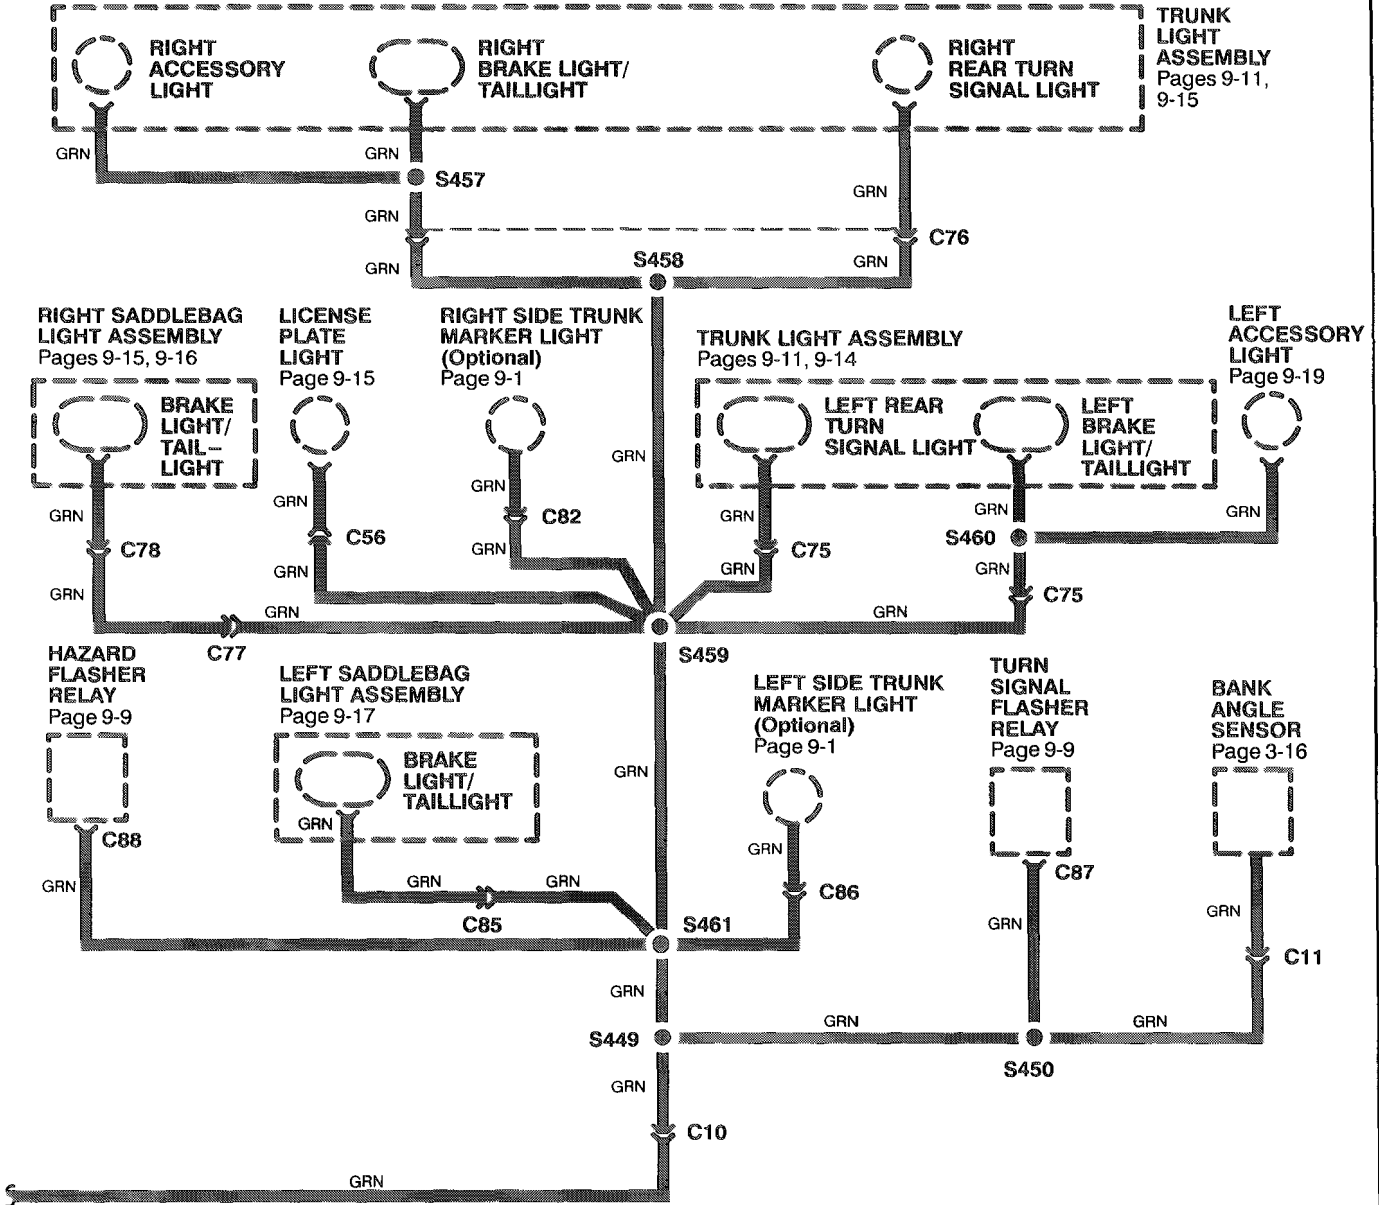 RIGHT
ACCESSORY
LIGHT
RIGHT
BRAKE LIGHT/
TAILLIGHT
RIGHT
REAR TURN
SIGNAL LIGHT
TRUNK
LIGHT
ASSEMBLY
Pages 9-11,
9-15
GRN
GRN
S457
GRN
GRN
C76
GRN
S458
GRN
RIGHT SADDLEBAG
LIGHT ASSEMBLY
Pages 9-15, 9-16
LICENSE
PLATE
LIGHT
Page 9-15
RIGHT SIDE TRUNK
MARKER LIGHT
(Optional)
Page 9-1
TRUNK LIGHT ASSEMBLY
Pages 9-11, 9-14
LEFT
ACCESSORY
LIGHT
Page 9-19
BRAKE
LIGHT/
TAIL–
LIGHT
LEFT REAR
TURN
SIGNAL LIGHT
LEFT
BRAKE
LIGHT/
TAILLIGHT
GRN
GRN
GRN
GRN
GRN
GRN
GRN
C78
C56
C82
GRN
C75
S460
GRN
GRN
GRN
GRN
C75
GRN
GRN
GRN
C77
S459
HAZARD
FLASHER
RELAY
Page 9-9
LEFT SADDLEBAG
LIGHT ASSEMBLY
Page 9-17
LEFT SIDE TRUNK
MARKER LIGHT
(Optional)
Page 9-1
TURN
SIGNAL
FLASHER
RELAY
Page 9-9
BANK
ANGLE
SENSOR
Page 3-16
BRAKE
LIGHT/
TAILLIGHT
GRN
GRN
C88
GRN
C87
GRN
GRN
GRN
C86
GRN
C85
S461
GRN
GRN
C11
GRN
S449
GRN
GRN
S450
GRN
C10
GRN